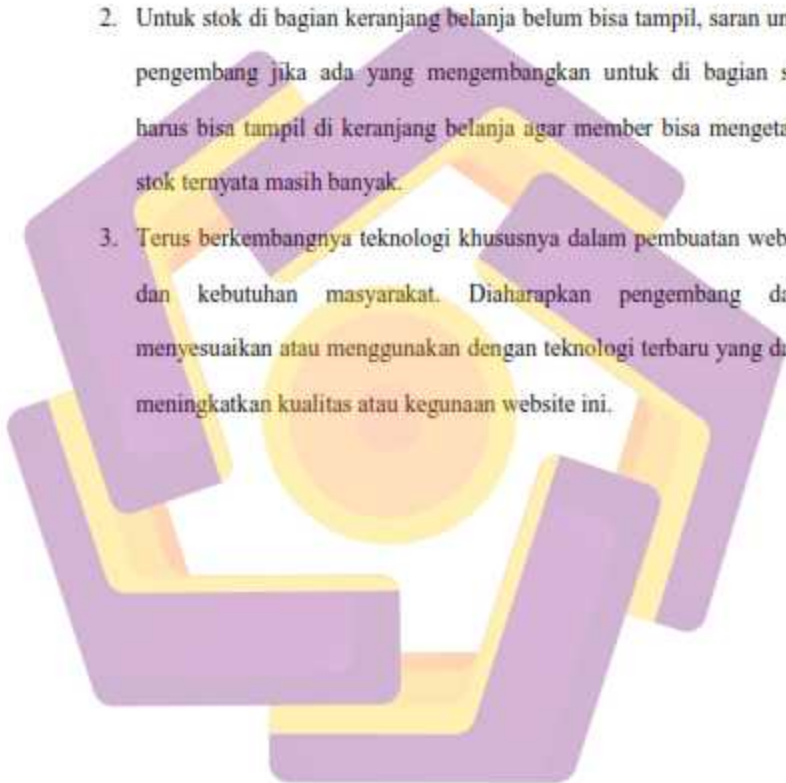 2. Untuk stok di bagian keranjang belanja belum bisa tampil, saran
pengembang jika ada yang mengembangkan untuk di bagian
harus bisa tampil di keranjang belanja agar member bisa
stok ternyata masih banyak.
3. Terus berkembangnya teknologi khususnya dalam pembuatan
dan kebutuhan masyarakat. Diaharapkan pengembang
menyesuaikan atau menggunakan dengan teknologi terbaru yang
meningkatkan kualitas atau kegunaan website ini.